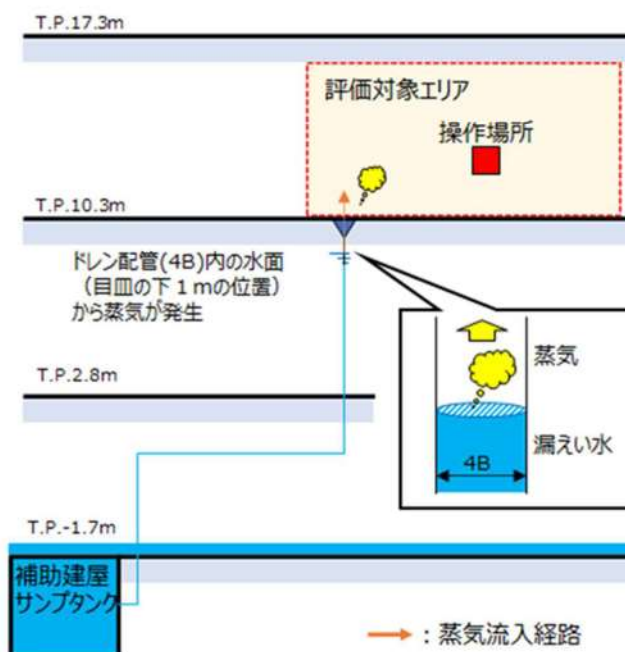 T.P.17.3m
評価対象エリア
操作場所
T.P.10.3m
ドレン配管(4B)内の水面
（目皿の下１ｍの位置）
から蒸気が発生
蒸気
T.P.2.8m
漏えい水
4B
T.P.-1.7m
補助建屋
サンプタンク
：蒸気流入経路